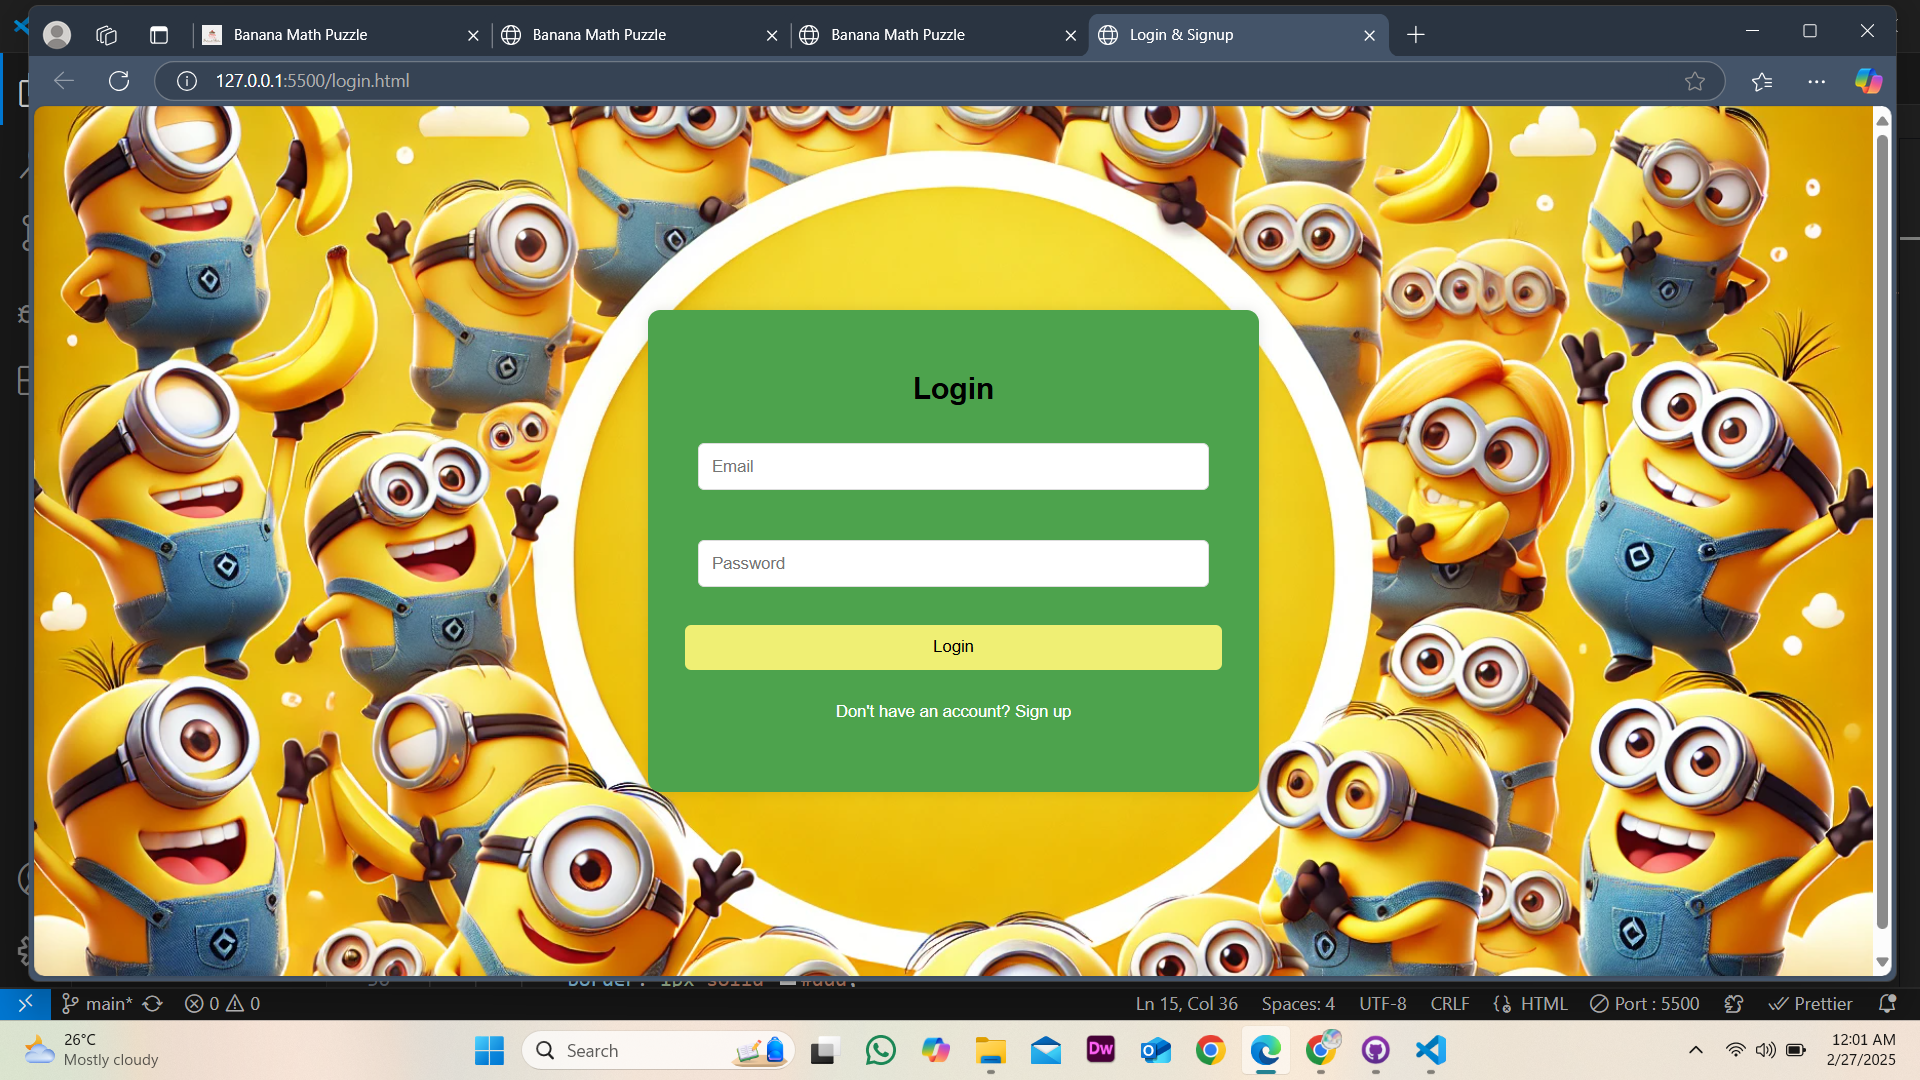 Banana Math Puzzle
Banana Math Puzzle
Banana Math Puzzle
Login & Signup
127.0.0.1:5500/login.html
Login
Email
Password
Login
Don't have an account? Sign up
main*
0
0
Ln 15, Col 36
Spaces: 4
UTF-8
CRLF
HTML
Port : 5500
Prettier
26°C
Mostly cloudy
Search
Dw
12:01 AM
2/27/2025